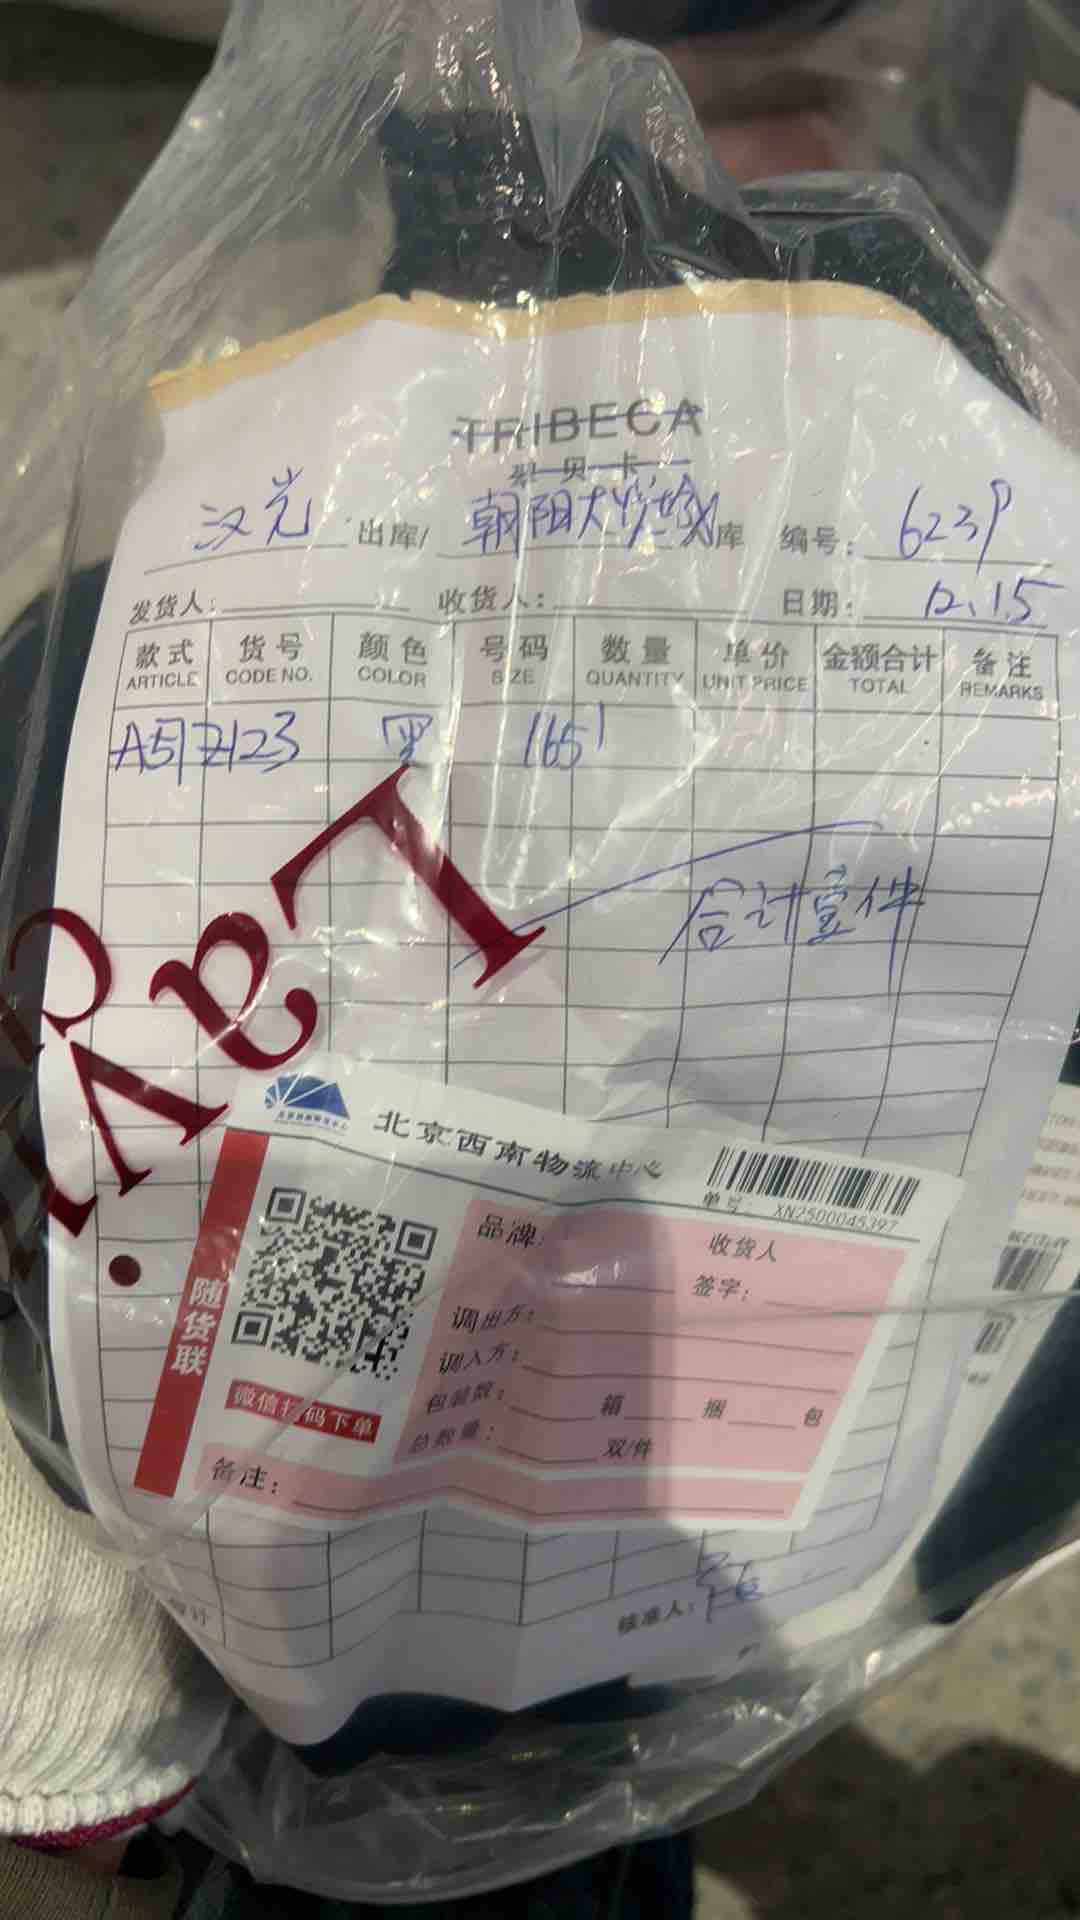 TRIBECA
翠贝卡
汉光 出库/ 朝阳大悦城 库 编号: 6239
发货人: 收货人: 日期: 12.15
款式 货号 颜色 号码 数量 单价 金额合计 备注
ARTICLE CODE NO. COLOR SIZE QUANTITY UNIT PRICE TOTAL REMARKS
A51Z123 黑 165 1
合计壹件
LAV
北京西南物流中心
单号: XN2500045397
随货联
微信扫码下单
品牌: 收货人
签字:
调出方:
调入方:
包装数: 箱 捆 包
总数量: 双/件
备注:
核准人: